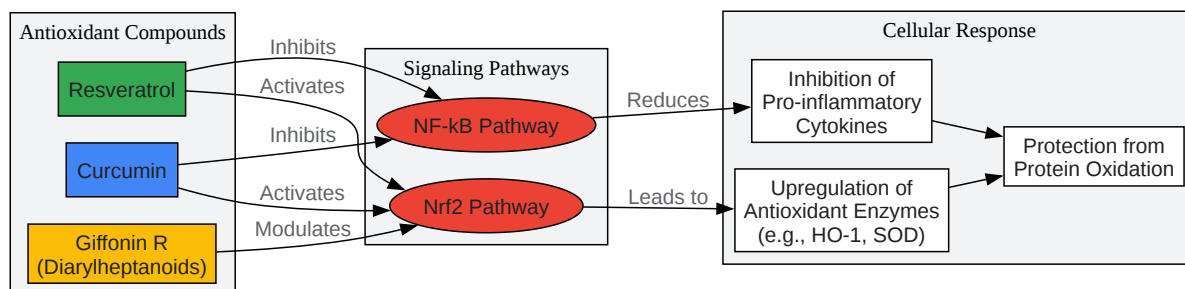 Antioxidant Compounds
Resveratrol
Curcumin
Giffonin R
(Diarylheptanoids)
Inhibits
Activates
Inhibits
Activates
Modulates
Signaling Pathways
NF-kB Pathway
Nrf2 Pathway
Reduces
Leads to
Cellular Response
Inhibition of
Pro-inflammatory
Cytokines
Upregulation of
Antioxidant Enzymes
(e.g., HO-1, SOD)
Protection from
Protein Oxidation